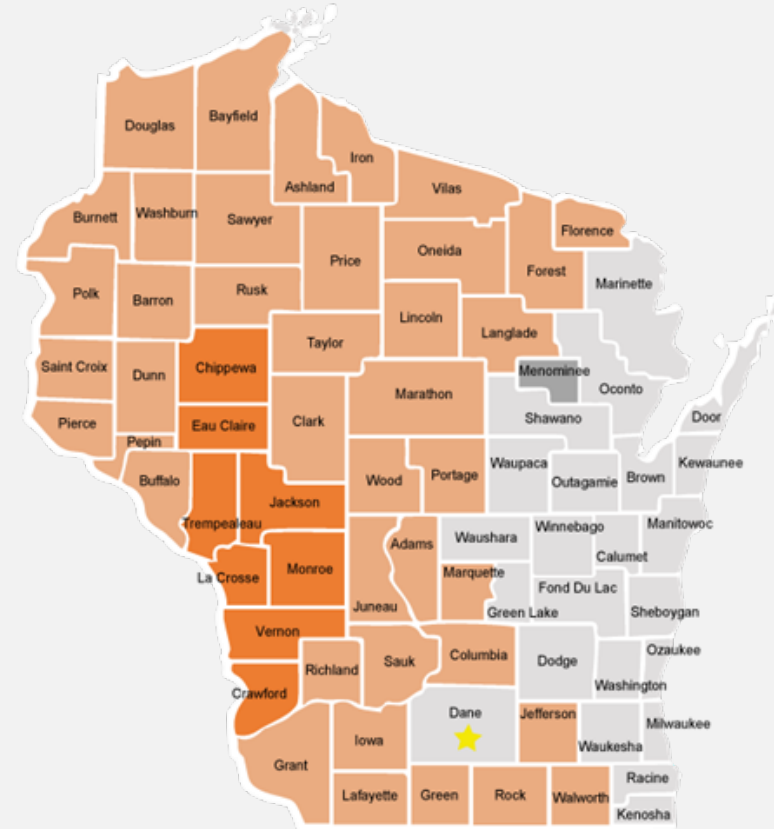 Douglas
Bayfield
Ashland
Iron
Vilas
Burnett
Washburn
Sawyer
Price
Oneida
Forest
Florence
Marinette
Polk
Barron
Rusk
Lincoln
Langlade
Taylor
Saint Croix
Dunn
Chippewa
Marathon
Menominee
Oconto
Shawano
Door
Pierce
Pepin
Eau Claire
Clark
Buffalo
Trempealeau
Jackson
Wood
Portage
Waupaca
Outagamie
Brown
Kewaunee
La Crosse
Monroe
Juneau
Adams
Waushara
Winnebago
Calumet
Manitowoc
Marquette
Green Lake
Fond Du Lac
Sheboygan
Vernon
Crawford
Richland
Sauk
Columbia
Dodge
Washington
Ozaukee
Grant
Iowa
Dane
Jefferson
Waukesha
Milwaukee
Lafayette
Green
Rock
Walworth
Racine
Kenosha